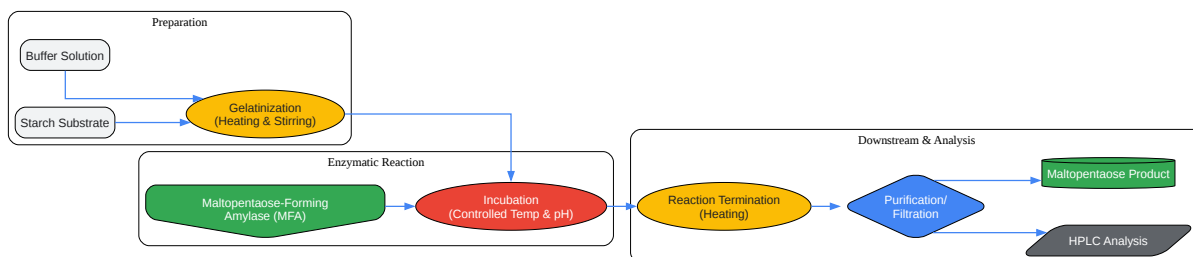 Preparation
Buffer Solution
Starch Substrate
Gelatinization
(Heating & Stirring)
Enzymatic Reaction
Maltopentaose-Forming
Amylase (MFA)
Incubation
(Controlled Temp & pH)
Downstream & Analysis
Reaction Termination
(Heating)
Purification/
Filtration
Maltopentaose Product
HPLC Analysis